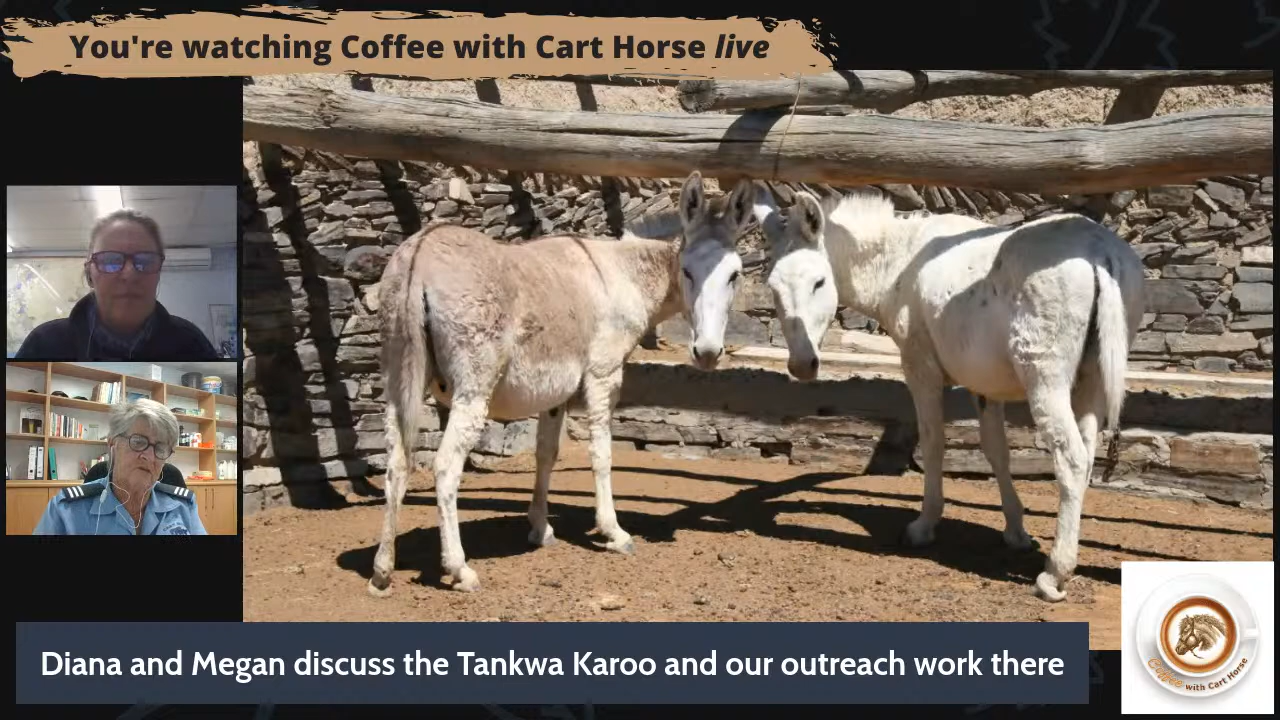 You're watching Coffee with Cart Horse live
Diana and Megan discuss the Tankwa Karoo and our outreach work there
Coffee with Cart Horse